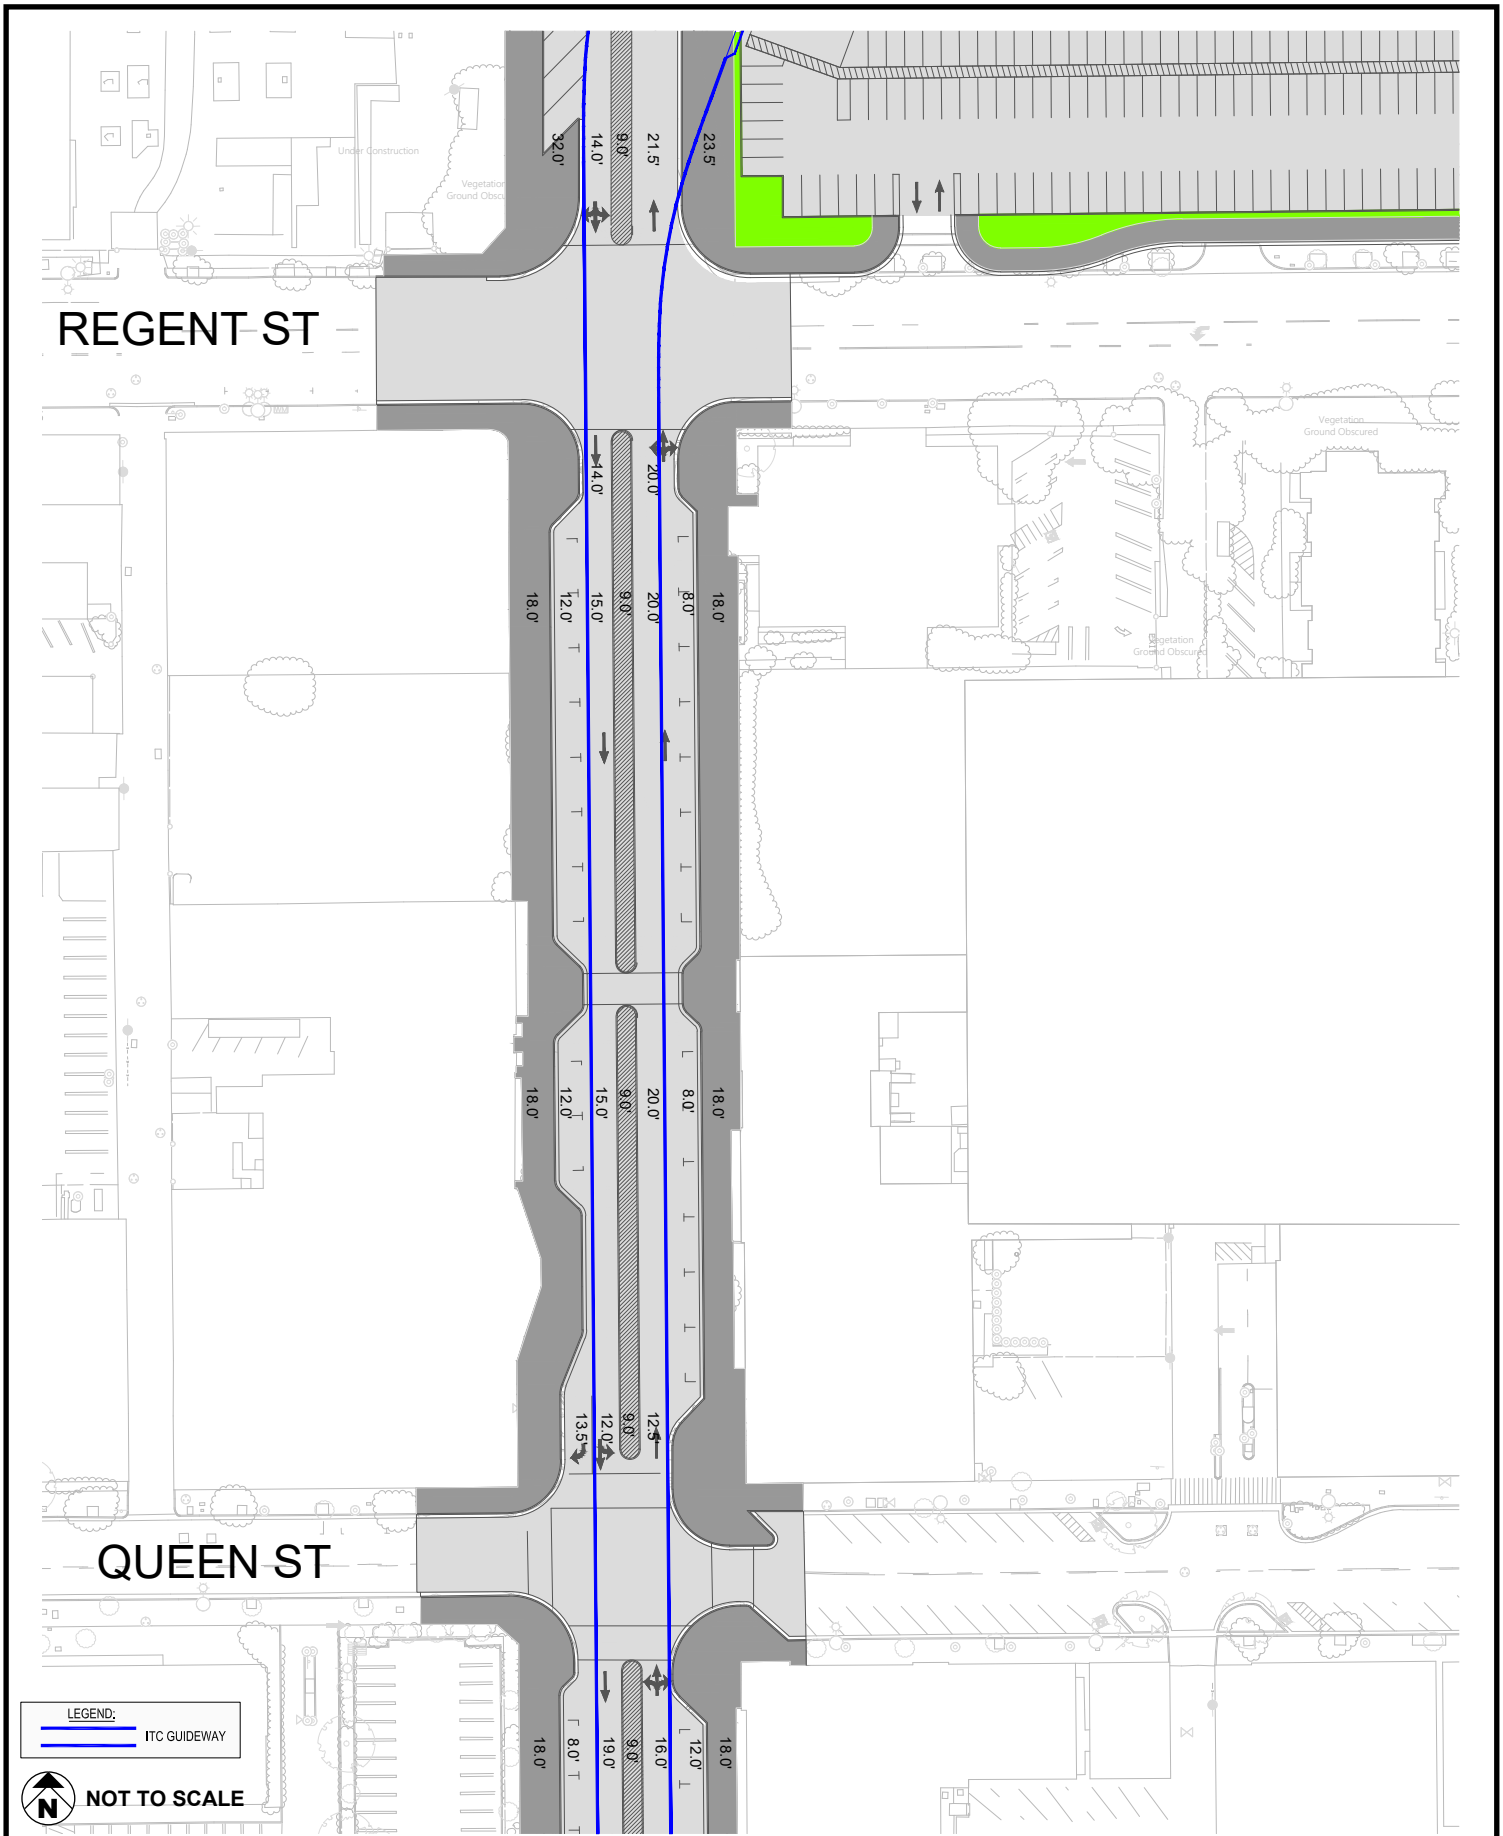 Under Construction
Vegetation
Ground Obscu
32.0'
14.0'
9.0'
21.5'
23.5'
REGENT ST
Vegetation
Ground Obscured
14.0'
20.0'
18.0'
12.0'
15.0'
9.0'
20.0'
8.0'
18.0'
Vegetation
Ground Obscured
18.0'
12.0'
15.0'
9.0'
20.0'
8.0'
18.0'
13.5'
12.0'
9.0'
12.5'
QUEEN ST
18.0'
8.0'
19.0'
9.0'
16.0'
12.0'
18.0'
LEGEND:
ITC GUIDEWAY
N
NOT TO SCALE